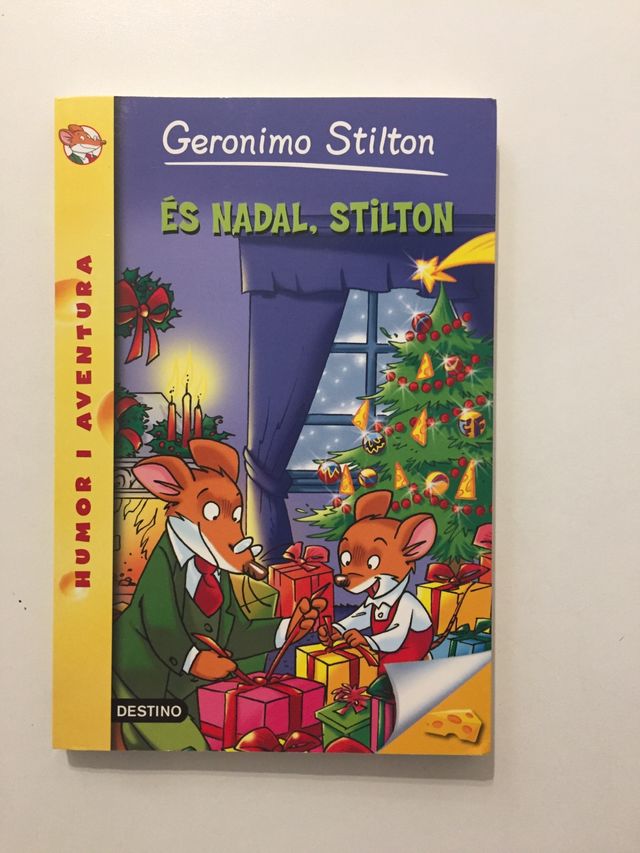 Geronimo Stilton
ÉS NADAL, STILTON
HUMOR I AVENTURA
DESTINO